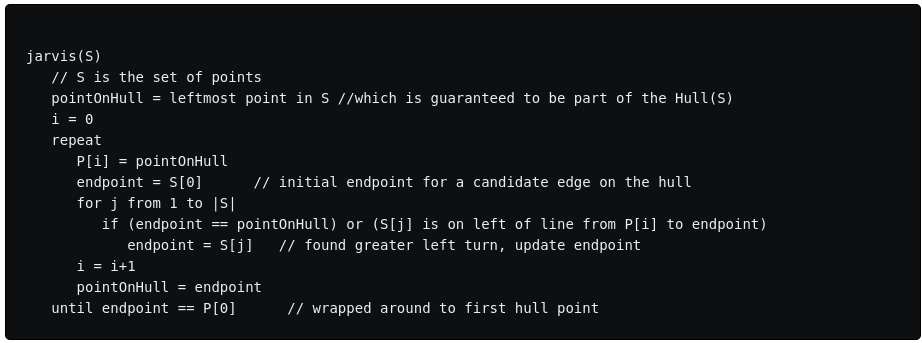 jarvis(S)
   // S is the set of points
   pointOnHull = leftmost point in S //which is guaranteed to be part of the Hull(S)
   i = 0
   repeat
      P[i] = pointOnHull
      endpoint = S[0]      // initial endpoint for a candidate edge on the hull
      for j from 1 to |S|
         if (endpoint == pointOnHull) or (S[j] is on left of line from P[i] to endpoint)
            endpoint = S[j]   // found greater left turn, update endpoint
      i = i+1
      pointOnHull = endpoint
   until endpoint == P[0]      // wrapped around to first hull point